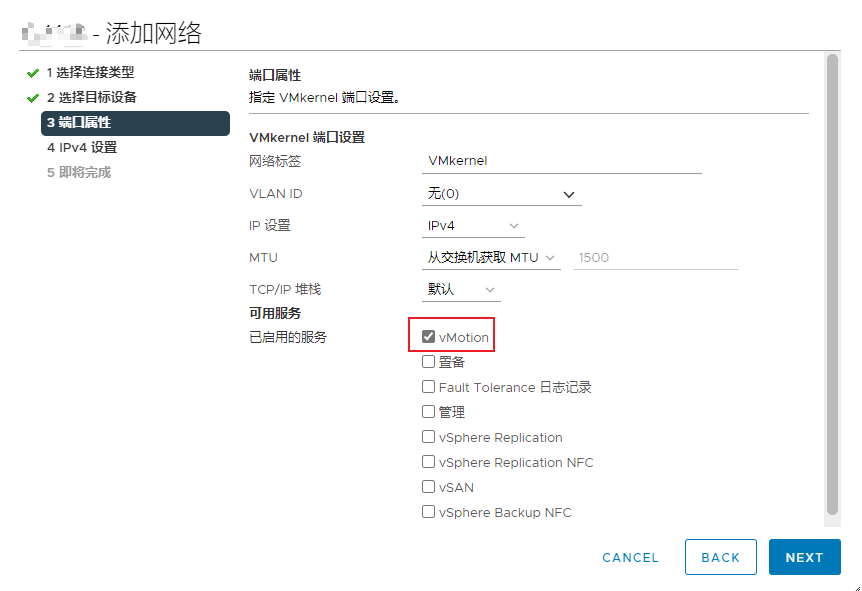 - 添加网络
1 选择连接类型
2 选择目标设备
3 端口属性
4 IPv4 设置
5 即将完成
端口属性
指定 VMkernel 端口设置。
VMkernel 端口设置
网络标签 VMkernel
VLAN ID 无(0)
IP 设置 IPv4
MTU 从交换机获取 MTU 1500
TCP/IP 堆栈 默认
可用服务
已启用的服务 vMotion
置备
Fault Tolerance 日志记录
管理
vSphere Replication
vSphere Replication NFC
vSAN
vSphere Backup NFC
CANCEL BACK NEXT